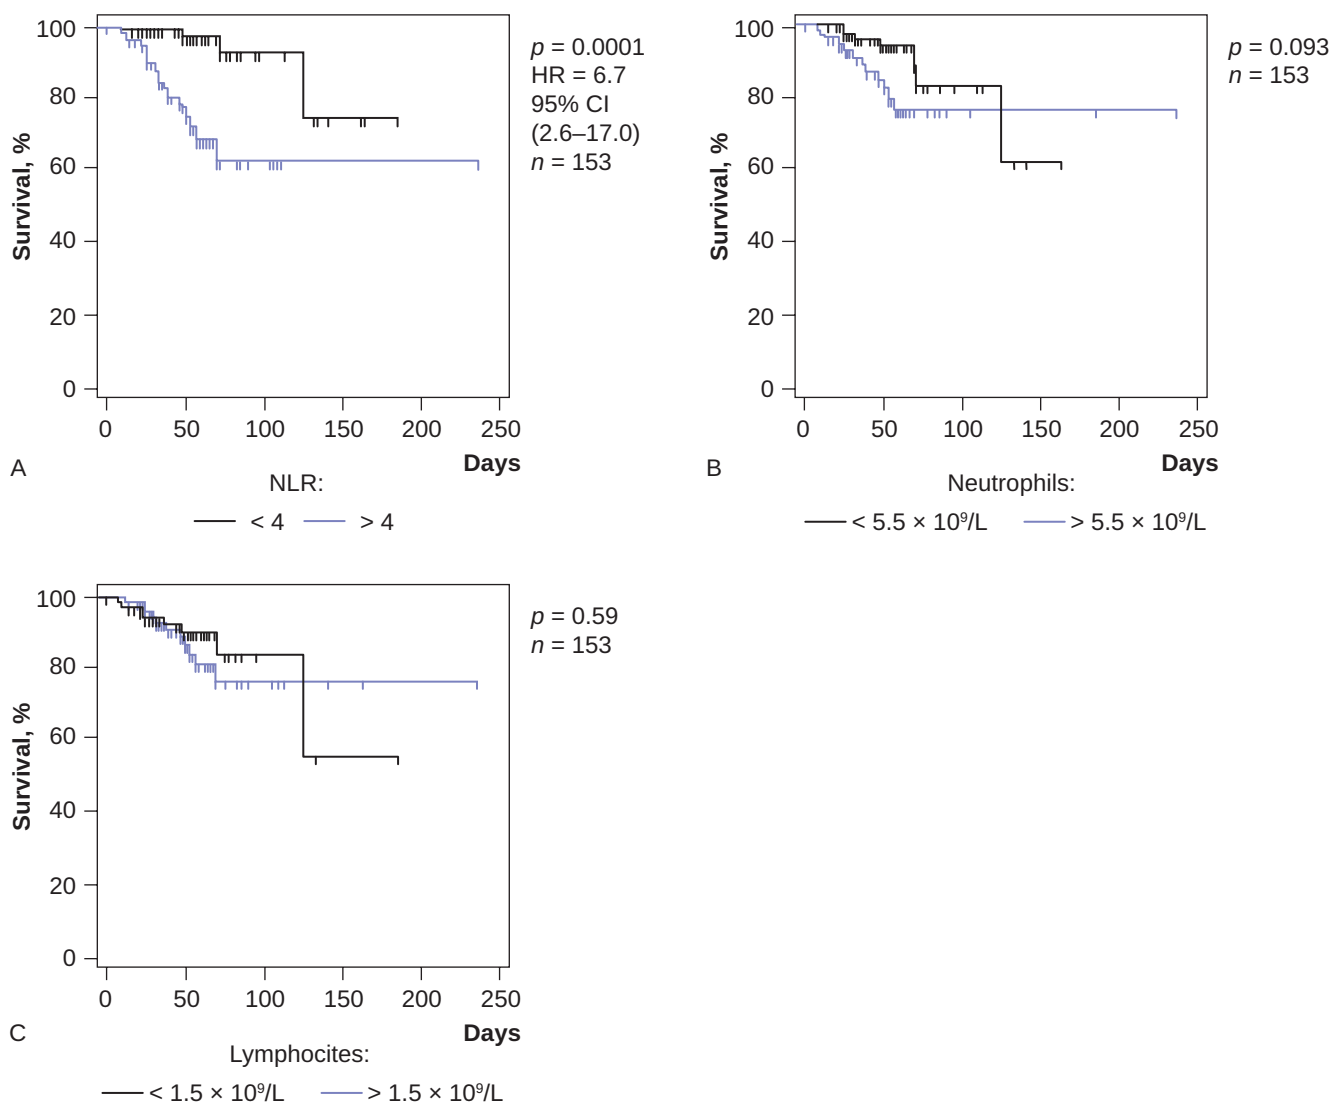 100
80
60
40
20
0
Survival, %
0 50 100 150 200 250
Days
p = 0.0001
HR = 6.7
95% CI
(2.6–17.0)
n = 153
A
NLR:
< 4 > 4
100
80
60
40
20
0
Survival, %
0 50 100 150 200 250
Days
p = 0.093
n = 153
B
Neutrophils:
< 5.5 × 10⁹/L > 5.5 × 10⁹/L
100
80
60
40
20
0
Survival, %
0 50 100 150 200 250
Days
p = 0.59
n = 153
C
Lymphocites:
< 1.5 × 10⁹/L > 1.5 × 10⁹/L